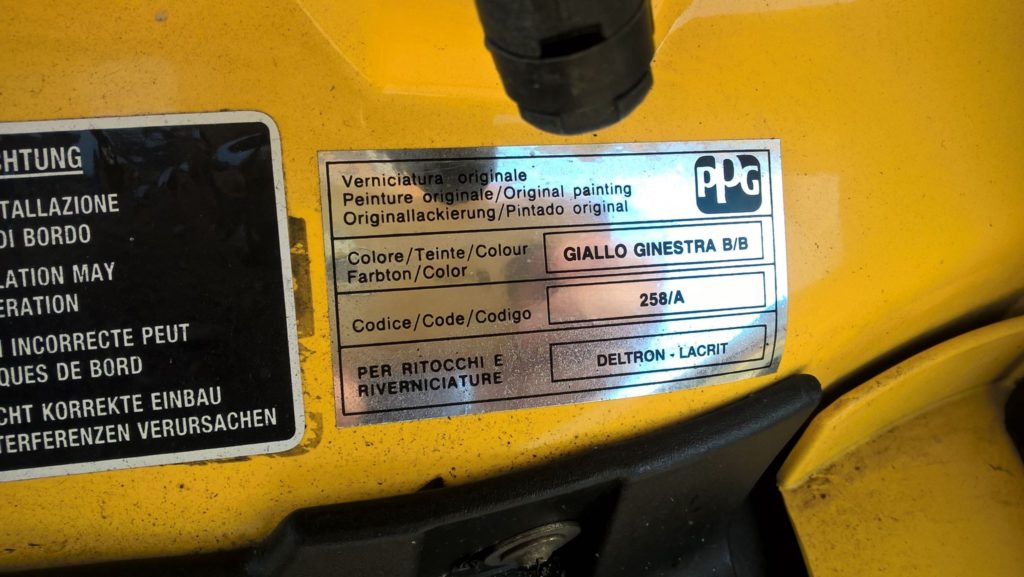 CHTUNG
TALLAZIONE
DI BORDO
LATION MAY
ERATION
INCORRECTE PEUT
QUES DE BORD
CHT KORREKTE EINBAU
TERFERENZEN VERURSACHEN
Verniciatura originale
Peinture originale/Original painting
Originallackierung/Pintado original
PPG
Colore/Teinte/Colour
Farbton/Color
GIALLO GINESTRA B/B
Codice/Code/Codigo
258/A
PER RITOCCHI E
RIVERNICIATURE
DELTRON - LACRIT